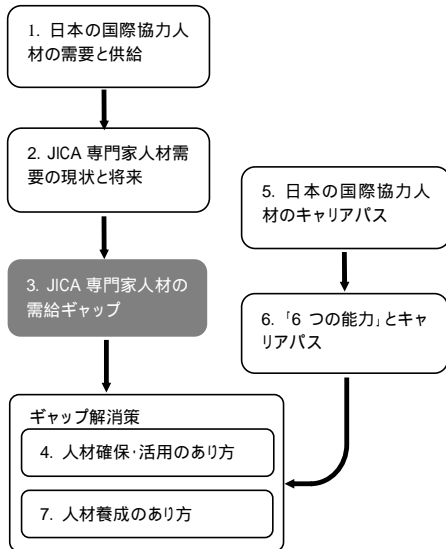 1. 日本の国際協力人
材の需要と供給
2. JICA 専門家人材需
要の現状と将来
3. JICA 専門家人材の
需給ギャップ
ギャップ解消策
4. 人材確保・活用のあり方
7. 人材養成のあり方
5. 日本の国際協力人
材のキャリアパス
6. 「6 つの能力」とキャ
リアパス